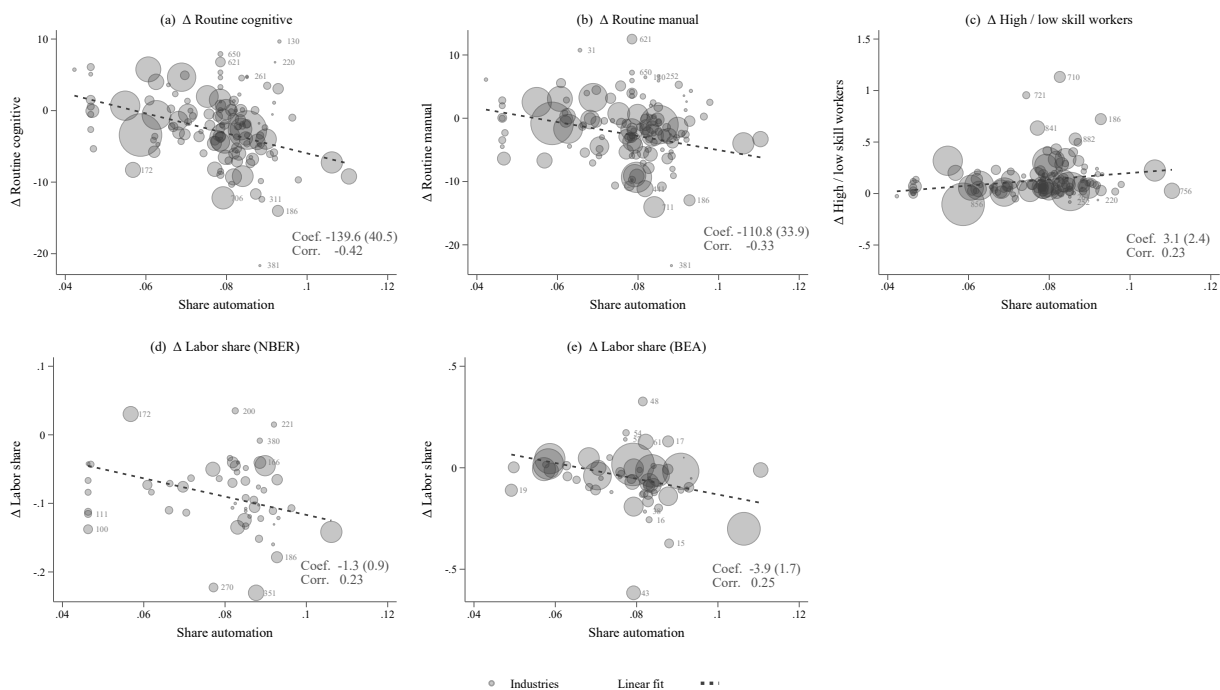 (a) Δ Routine cognitive
10
0
-10
-20
Δ Routine cognitive
130
650
621
220
261
172
706
311
186
381
Coef. -139.6 (40.5)
Corr. -0.42
.04 .06 .08 .1 .12
Share automation
(b) Δ Routine manual
10
0
-10
-20
Δ Routine manual
621
31
650
252
441
711
186
381
Coef. -110.8 (33.9)
Corr. -0.33
.04 .06 .08 .1 .12
Share automation
(c) Δ High / low skill workers
1.5
1.0
.5
0
-.5
Δ High / low skill workers
710
721
186
841
882
856
220
756
Coef. 3.1 (2.4)
Corr. 0.23
.04 .06 .08 .1 .12
Share automation
(d) Δ Labor share (NBER)
.1
0
-.1
-.2
Δ Labor share
172
200
221
380
166
111
100
186
270
351
Coef. -1.3 (0.9)
Corr. 0.23
.04 .06 .08 .1 .12
Share automation
(e) Δ Labor share (BEA)
.5
0
-.5
Δ Labor share
48
54
61
17
19
16
15
43
Coef. -3.9 (1.7)
Corr. 0.25
.04 .06 .08 .1 .12
Share automation
Industries Linear fit